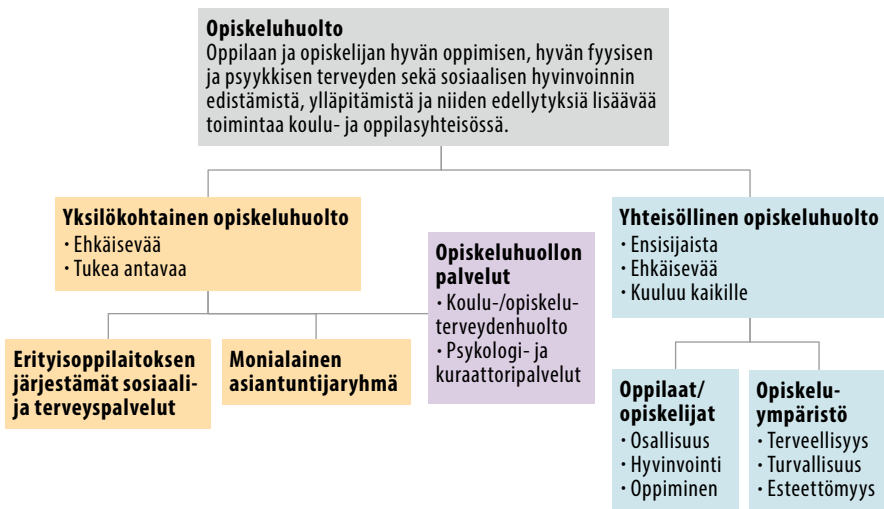 Opiskeluhuolto
Oppilaan ja opiskelijan hyvän oppimisen, hyvän fyysisen
ja psyykkisen terveyden sekä sosiaalisen hyvinvoinnin
edistämistä, ylläpitämistä ja niiden edellytyksiä lisäävää
toimintaa koulu- ja oppilasyhteisössä.
Yksilökohtainen opiskeluhuolto
· Ehkäisevää
· Tukea antavaa
Erityisoppilaitoksen
järjestämät sosiaali-
ja terveyspalvelut
Monialainen
asiantuntijaryhmä
Opiskeluhuollon
palvelut
· Koulu-/opiskelu-
terveydenhuolto
· Psykologi- ja
kuraattoripalvelut
Yhteisöllinen opiskeluhuolto
· Ensisijaista
· Ehkäisevää
· Kuuluu kaikille
Oppilaat/
opiskelijat
· Osallisuus
· Hyvinvointi
· Oppiminen
Opiskelu-
ympäristö
· Terveellisyys
· Turvallisuus
· Esteettömyys